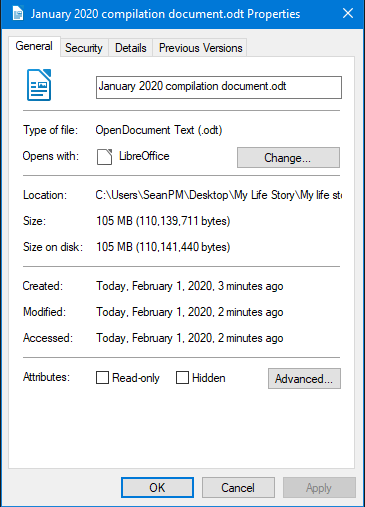 January 2020 compilation document.odt Properties
General Security Details Previous Versions
January 2020 compilation document.odt
Type of file: OpenDocument Text (.odt)
Opens with: LibreOffice Change...
Location: C:\Users\SeanPM\Desktop\My Life Story\My life sto
Size: 105 MB (110,139,711 bytes)
Size on disk: 105 MB (110,141,440 bytes)
Created: Today, February 1, 2020, 3 minutes ago
Modified: Today, February 1, 2020, 2 minutes ago
Accessed: Today, February 1, 2020, 2 minutes ago
Attributes: Read-only Hidden Advanced...
OK Cancel Apply